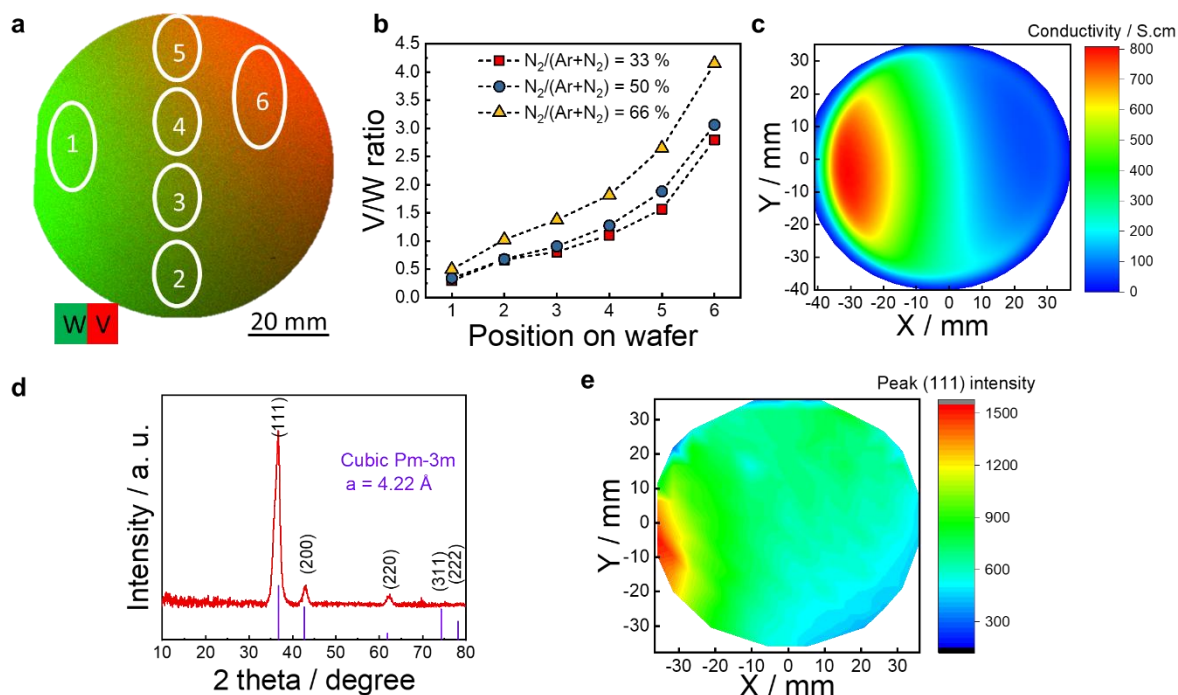 a
5
6
1
4
3
2
W V
20 mm
b
V/W ratio
4.5
4.0
3.5
3.0
2.5
2.0
1.5
1.0
0.5
0.0
N₂/(Ar+N₂) = 33 %
N₂/(Ar+N₂) = 50 %
N₂/(Ar+N₂) = 66 %
1 2 3 4 5 6
Position on wafer
c
Conductivity / S.cm
Y / mm
30
20
10
0
-10
-20
-30
-40
-40 -30 -20 -10 0 10 20 30
X / mm
800
700
600
500
400
300
200
100
0
d
Intensity / a. u.
(111)
(200)
(220)
(311)
(222)
Cubic Pm-3m
a = 4.22 Å
10 20 30 40 50 60 70 80
2 theta / degree
e
Peak (111) intensity
Y / mm
30
20
10
0
-10
-20
-30
-30 -20 -10 0 10 20 30
X / mm
1500
1200
900
600
300